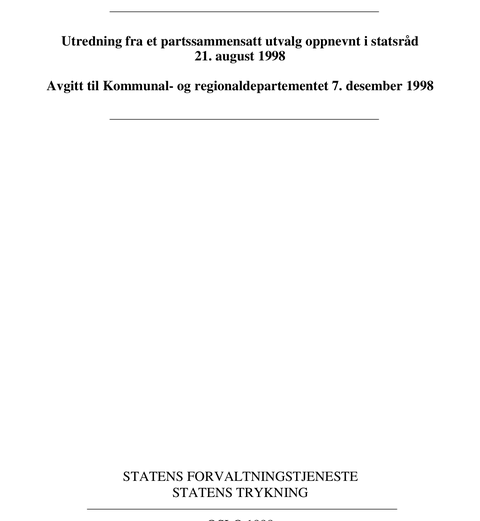 Utredning fra et partssammensatt utvalg oppnevnt i statsråd
21. august 1998
Avgitt til Kommunal- og regionaldepartementet 7. desember 1998
STATENS FORVALTNINGSTJENESTE
STATENS TRYKNING